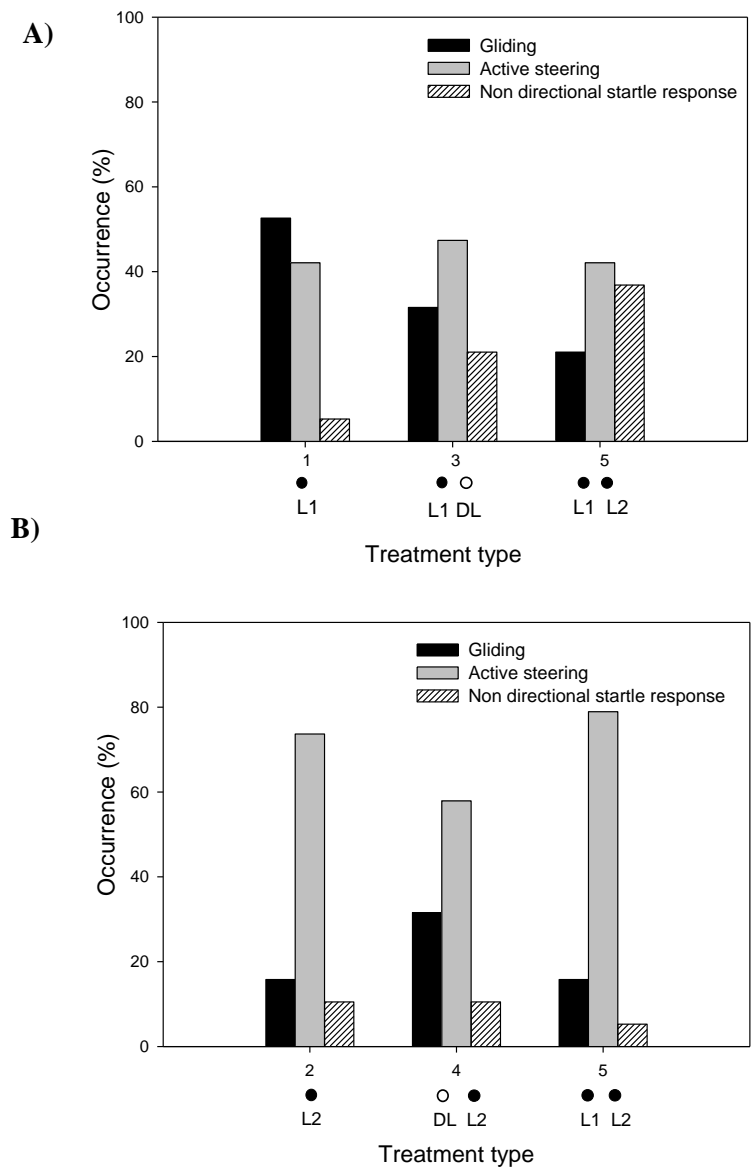 A)
100
80
60
40
20
0
Occurrence (%)
Gliding
Active steering
Non directional startle response
1 3 5
L1 L1 DL L1 L2
Treatment type
B)
100
80
60
40
20
0
Occurrence (%)
Gliding
Active steering
Non directional startle response
2 4 5
L2 DL L2 L1 L2
Treatment type